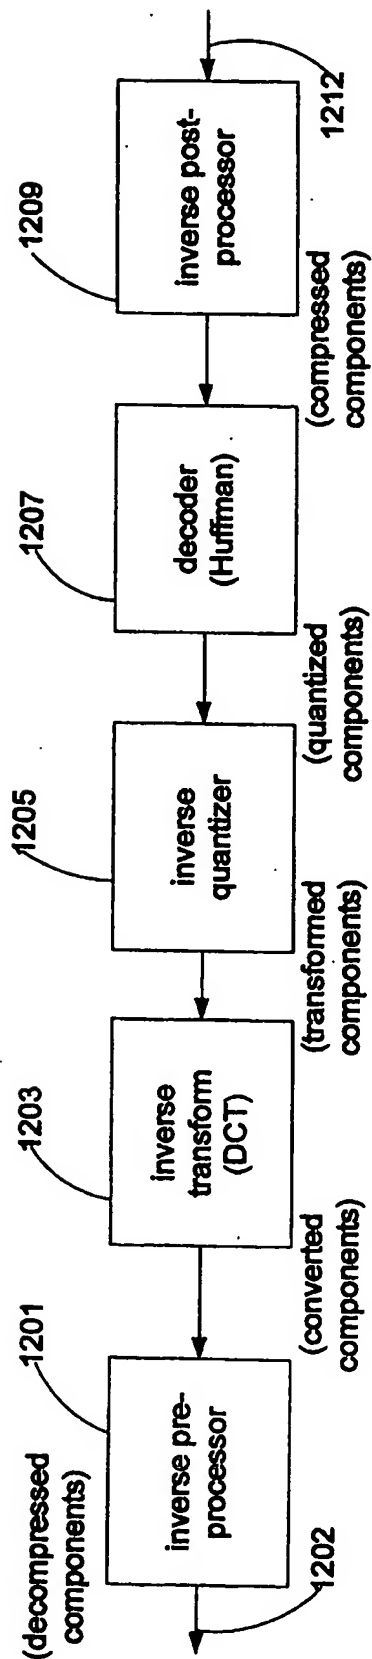 (decompressed
components)
1201
inverse pre-
processor
1202
(converted
components)
1203
inverse
transform
(DCT)
(transformed
components)
1205
inverse
quantizer
(quantized
components)
1207
decoder
(Huffman)
(compressed
components)
1209
inverse post-
processor
1212